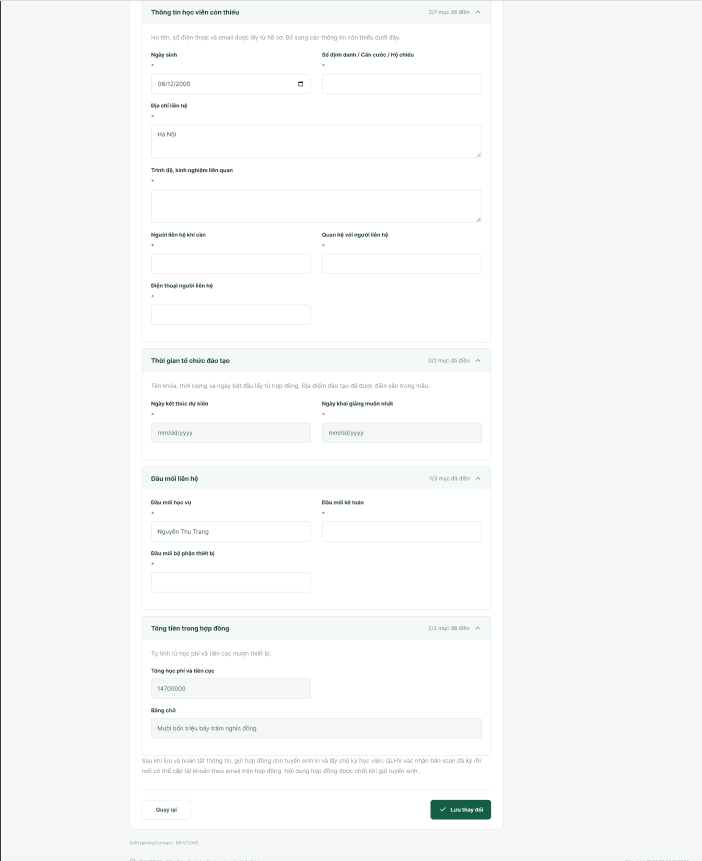 Thông tin học viên còn thiếu 2/7 mục đã điền
Họ tên, số điện thoại và email được lấy từ hồ sơ. Bổ sung các thông tin còn thiếu dưới đây.
Ngày sinh Số định danh / Căn cước / Hộ chiếu
* *
06/12/2000
Địa chỉ liên hệ
*
Hà Nội
Trình độ, kinh nghiệm liên quan
*
Người liên hệ khi cần Quan hệ với người liên hệ
* *
Điện thoại người liên hệ
*
Thời gian tổ chức đào tạo 0/2 mục đã điền
Tên khóa, thời lượng và ngày bắt đầu lấy từ hợp đồng. Địa điểm đào tạo đã được điền sẵn trong mẫu.
Ngày kết thúc dự kiến Ngày khai giảng muộn nhất
* *
mm/dd/yyyy mm/dd/yyyy
Đầu mối liên hệ 1/3 mục đã điền
Đầu mối học vụ Đầu mối kế toán
* *
Nguyễn Thu Trang
Đầu mối bộ phận thiết bị
*
Tổng tiền trong hợp đồng 2/2 mục đã điền
Tự tính từ học phí và tiền cọc mượn thiết bị.
Tổng học phí và tiền cọc
14700000
Bằng chữ
Mười bốn triệu bảy trăm nghìn đồng
Sau khi lưu và hoàn tất thông tin, gửi hợp đồng cho tuyển sinh in và lấy chữ ký học viên. QLHV xác nhận bản scan đã ký rồi
mới có thể cấp tài khoản theo email trên hợp đồng. Nội dung hợp đồng được chốt khi gửi tuyển sinh.
Quay lại Lưu thay đổi